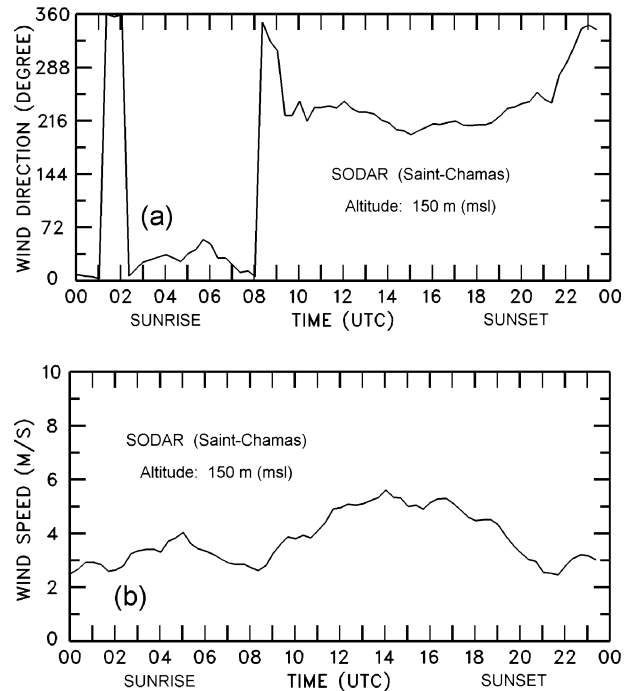 360
288
216
144
72
0
WIND DIRECTION (DEGREE)
SODAR (Saint-Chamas)
(a)
Altitude: 150 m (msl)
00 02 04 06 08 10 12 14 16 18 20 22 00
SUNRISE TIME (UTC) SUNSET
10
8
6
4
2
0
WIND SPEED (M/S)
SODAR (Saint-Chamas)
Altitude: 150 m (msl)
(b)
00 02 04 06 08 10 12 14 16 18 20 22 00
SUNRISE TIME (UTC) SUNSET